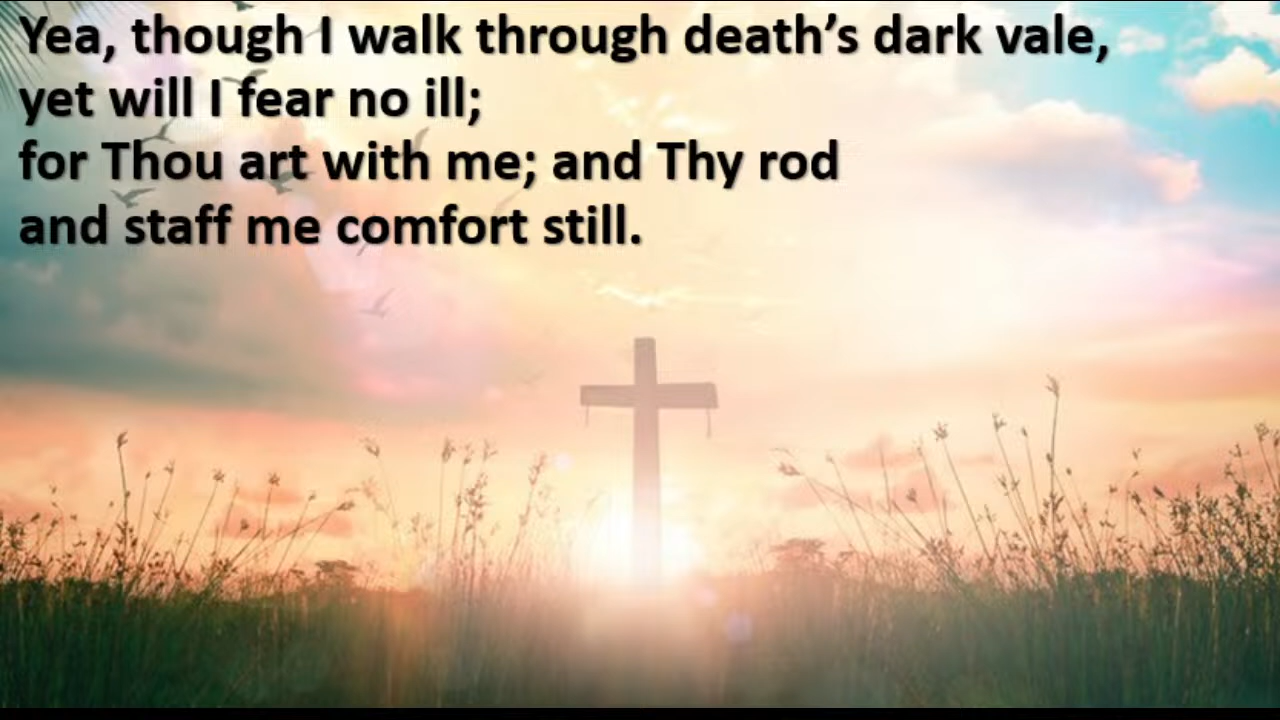 Yea, though I walk through death’s dark vale,
yet will I fear no ill;
for Thou art with me; and Thy rod
and staff me comfort still.